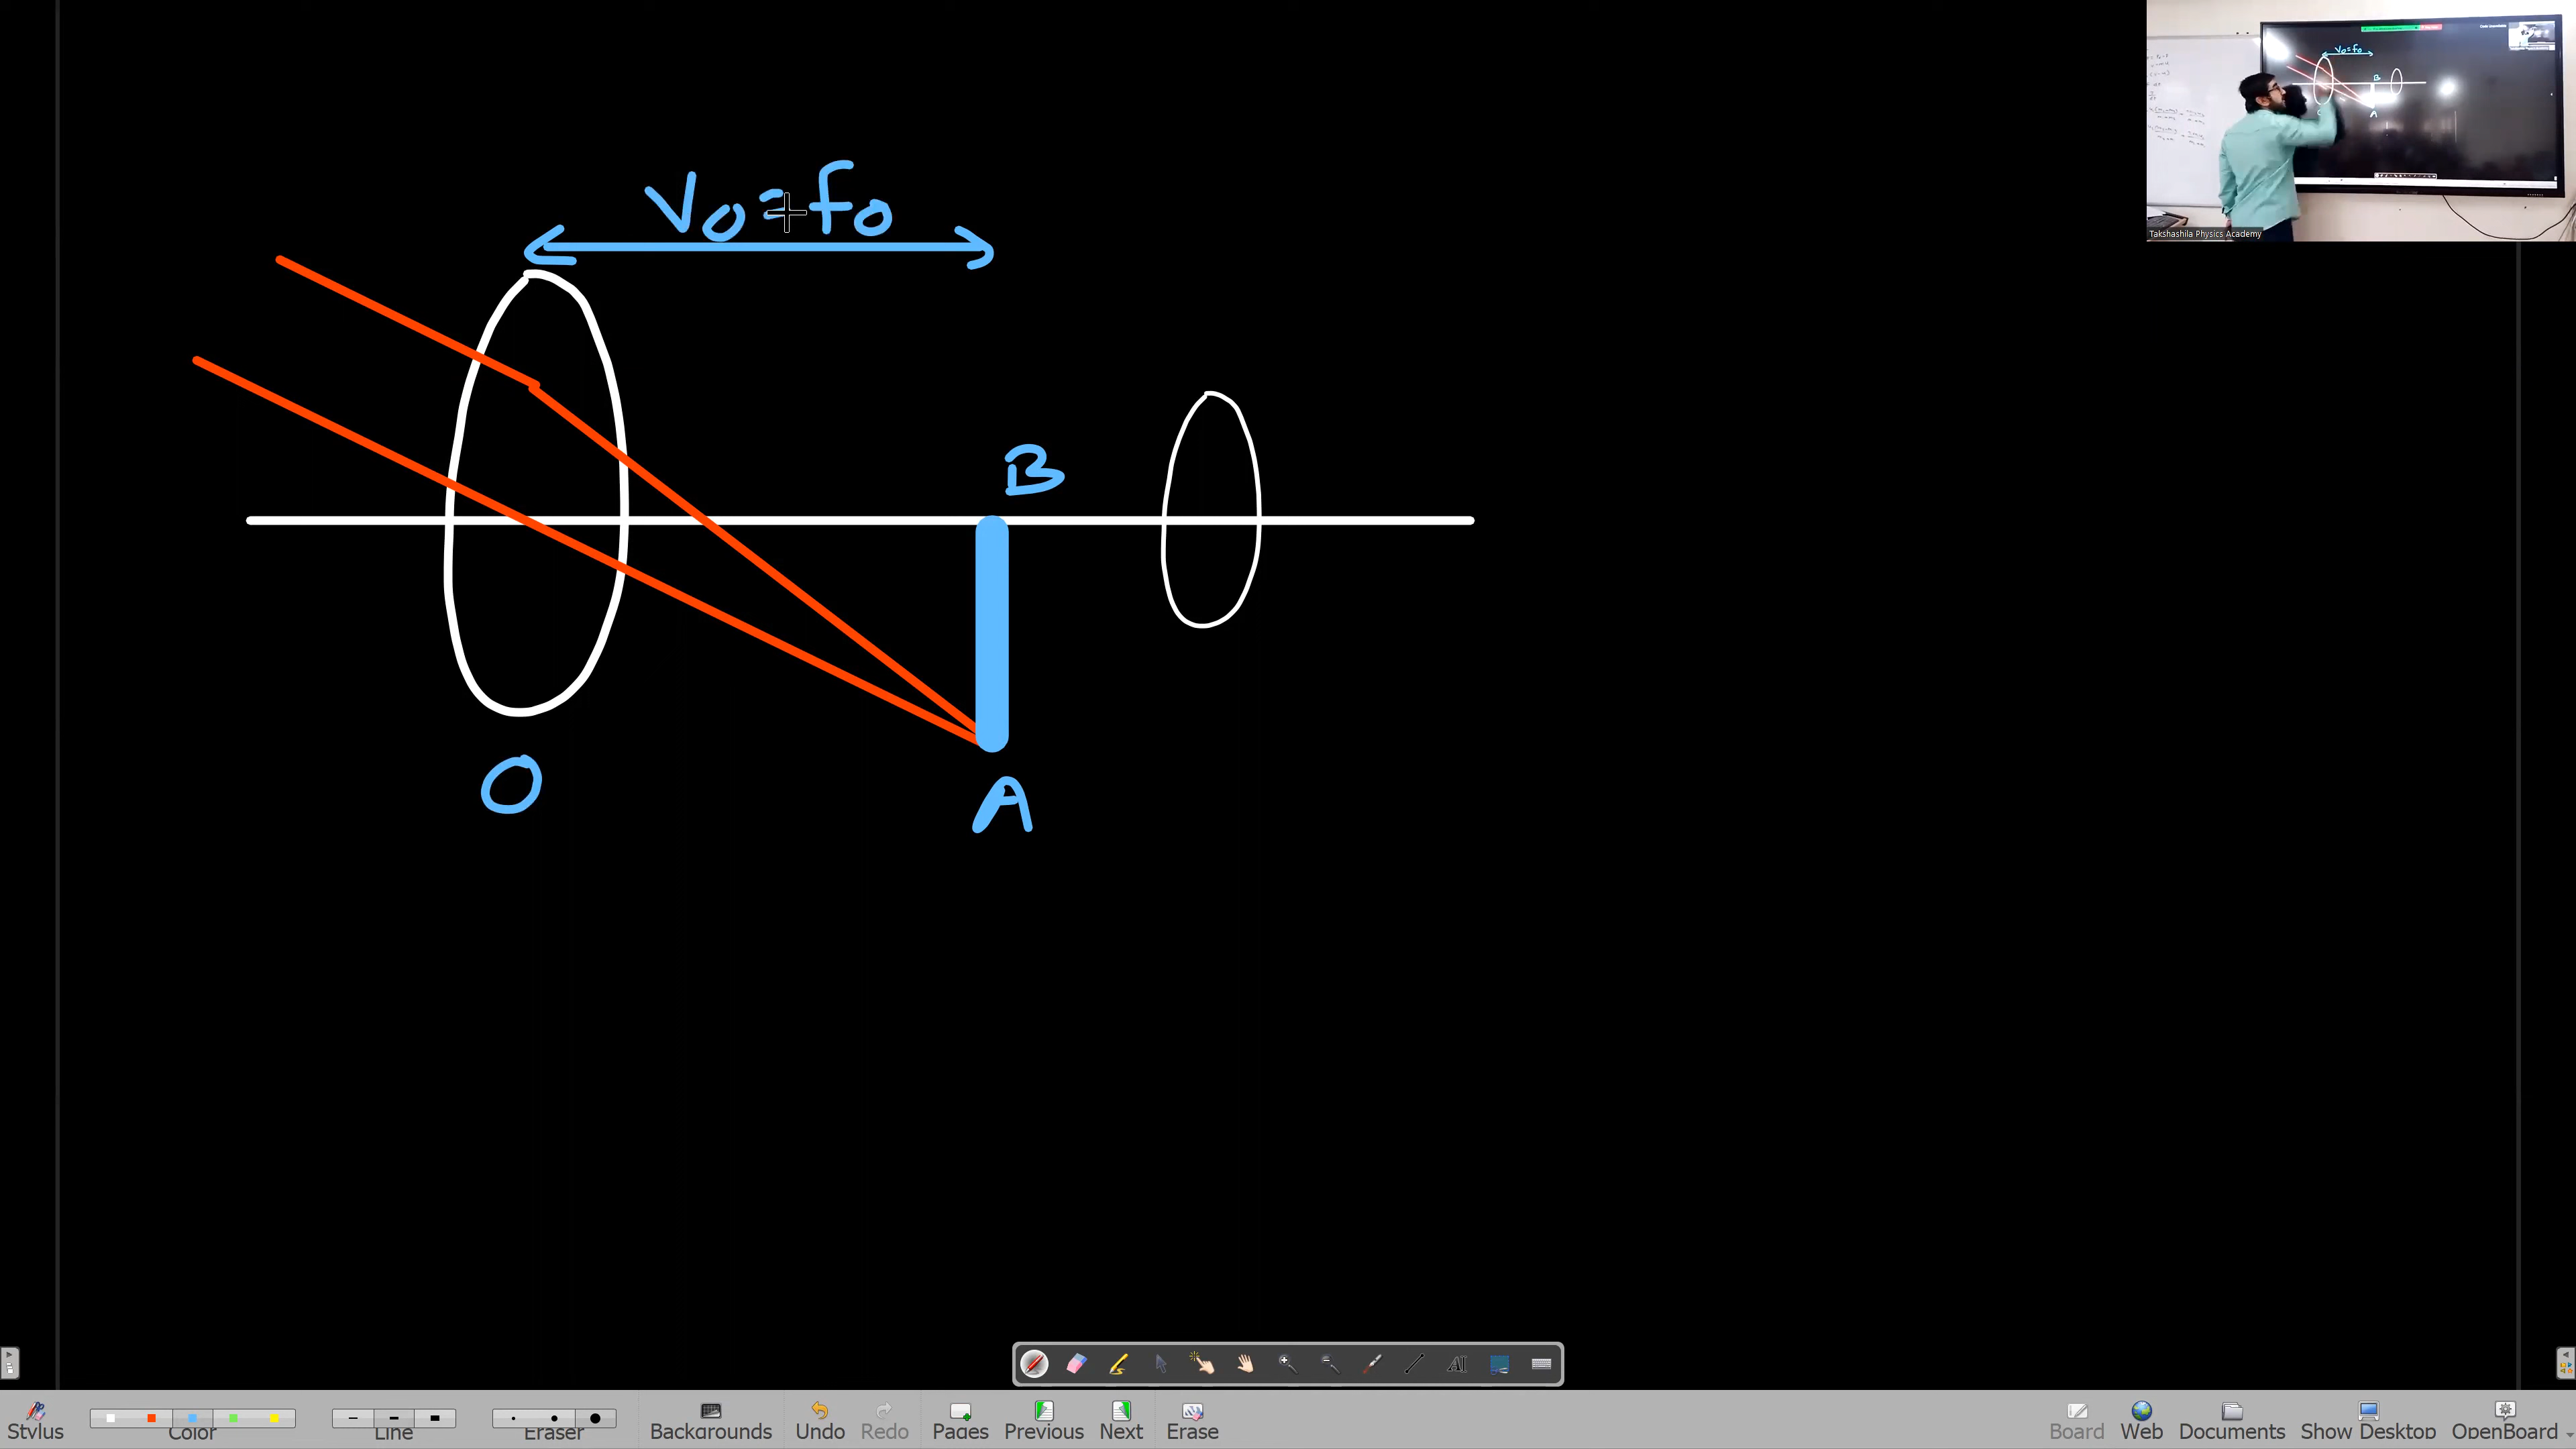 v₀ = f₀
B
O
A
Takshashila Physics Academy
Stylus
Color
Line
Eraser
Backgrounds
Undo
Redo
Pages
Previous
Next
Erase
Board
Web
Documents
Show Desktop
OpenBoard